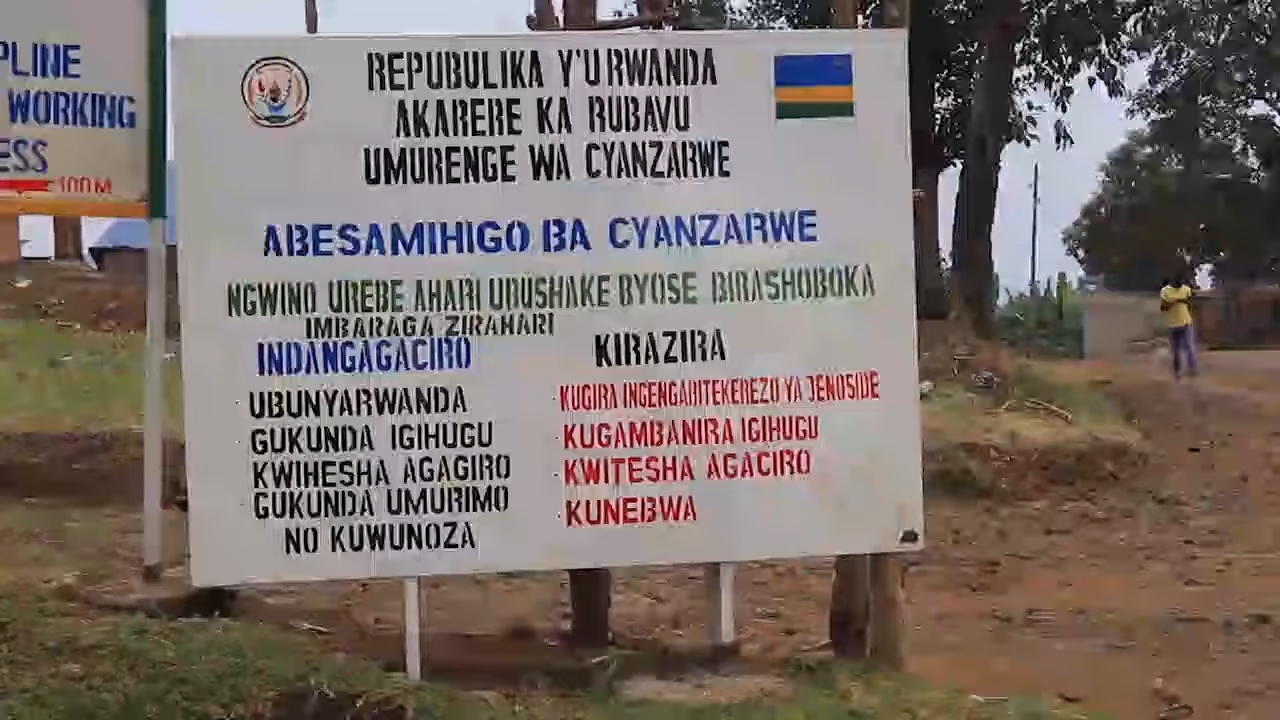 PLINE
WORKING
ESS
100M
REPUBULIKA Y'URWANDA
AKARERE KA RUBAVU
UMURENGE WA CYANZARWE
ABESAMIHIGO BA CYANZARWE
NGWINO UREBE AHARI UBUSHAKE BYOSE BIRASHOBOKA
IMBARAGA ZIRAHARI
INDANGAGACIRO
KIRAZIRA
UBUNYARWANDA
GUKUNDA IGIHUGU
KWIHESHA AGAGIRO
GUKUNDA UMURIMO
NO KUWUNOZA
KUGIRA INGENGABITEKEREZO YA JENOSIDE
KUGAMBANIRA IGIHUGU
KWITESHA AGACIRO
KUNEBWA